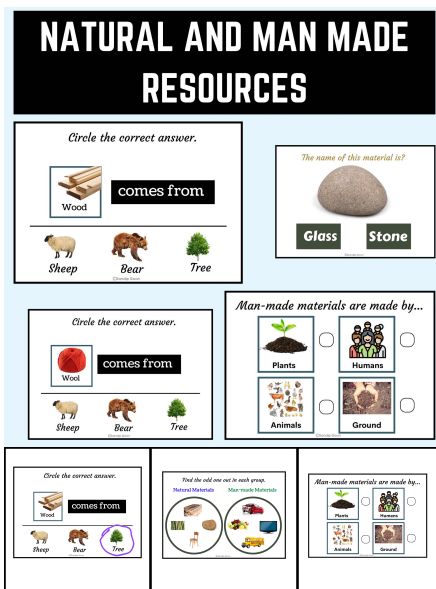 NATURAL AND MAN MADE
RESOURCES
Circle the correct answer.
Wood
comes from
Sheep
Bear
Tree
The name of this material is?
Glass
Stone
Circle the correct answer.
Wool
comes from
Sheep
Bear
Tree
Man-made materials are made by...
Plants
Humans
Animals
Ground
Circle the correct answer.
Wood
comes from
Sheep
Bear
Tree
Find the odd one out in each group.
Natural Materials
Man-made Materials
Man-made materials are made by...
Plants
Humans
Animals
Ground